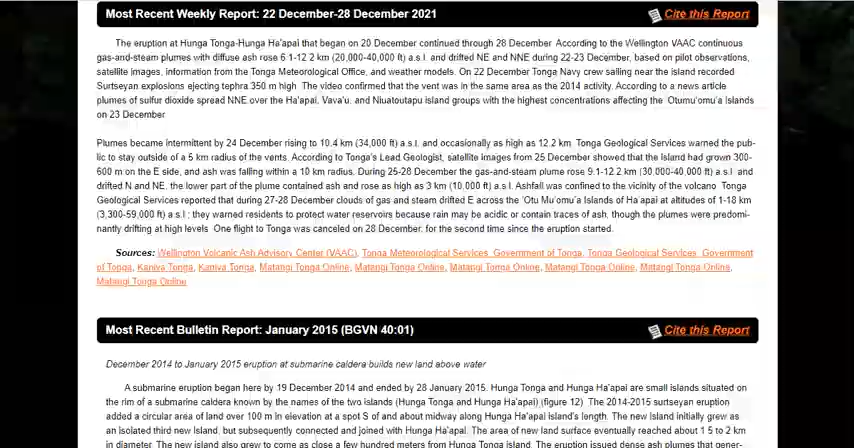 Most Recent Weekly Report: 22 December-28 December 2021
Cite this Report
The eruption at Hunga Tonga-Hunga Ha'apai that began on 20 December continued through 28 December. According to the Wellington VAAC continuous
gas-and-steam plumes with diffuse ash rose 6.1-12.2 km (20,000-40,000 ft) a.s.l. and drifted NE and NNE during 22-23 December, based on pilot observations,
satellite images, information from the Tonga Meteorological Office, and weather models. On 22 December Tonga Navy crew sailing near the island recorded
Surtseyan explosions ejecting tephra 350 m high. The video confirmed that the vent was in the same area as the 2014 activity. According to a news article
plumes of sulfur dioxide spread NNE over the Ha'apai, Vava'u, and Niuatoutapu island groups with the highest concentrations affecting the 'Otumu'omu'a Islands
on 23 December.
Plumes became intermittent by 24 December rising to 10.4 km (34,000 ft) a.s.l. and occasionally as high as 12.2 km. Tonga Geological Services warned the pub-
lic to stay outside of a 5 km radius of the vents. According to Tonga's Lead Geologist, satellite images from 25 December showed that the island had grown 300-
600 m on the E side, and ash was falling within a 10 km radius. During 25-28 December the gas-and-steam plume rose 9.1-12.2 km (30,000-40,000 ft) a.s.l. and
drifted N and NNE, the lower part of the plume contained ash and rose as high as 3 km (10,000 ft) a.s.l. Ashfall was confined to the vicinity of the volcano. Tonga
Geological Services reported that during 27-28 December clouds of gas and steam drifted E across the 'Otu Mu'omu'a Islands of Ha'apai at altitudes of 1-18 km
(3,300-59,000 ft) a.s.l.; they warned residents to protect water reservoirs because rain may be acidic or contain traces of ash, though the plumes were predomi-
nantly drifting at high levels. One flight to Tonga was canceled on 28 December, for the second time since the eruption started.
Sources: Wellington Volcanic Ash Advisory Center (VAAC), Tonga Meteorological Services, Government of Tonga, Tonga Geological Services, Government
of Tonga, Kaniva Tonga, Kaniva Tonga, Matangi Tonga Online, Matangi Tonga Online, Matangi Tonga Online, Matangi Tonga Online, Matangi Tonga Online,
Matangi Tonga Online
Most Recent Bulletin Report: January 2015 (BGVN 40:01)
Cite this Report
December 2014 to January 2015 eruption at submarine caldera builds new land above water
A submarine eruption began here by 19 December 2014 and ended by 28 January 2015. Hunga Tonga and Hunga Ha'apai are small islands situated on
the rim of a submarine caldera known by the names of the two islands (Hunga Tonga and Hunga Ha'apai) (figure 12). The 2014-2015 surtseyan eruption
added a circular area of land over 100 m in elevation at a spot S of and about midway along Hunga Ha'apai island's length. The new island initially grew as
an isolated third new island, but subsequently connected and joined with Hunga Ha'apai. The area of new land surface eventually reached about 1.5 to 2 km
in diameter. The new island also grew to come as close a few hundred meters from Hunga Tonga island. The eruption issued dense ash plumes that gener-